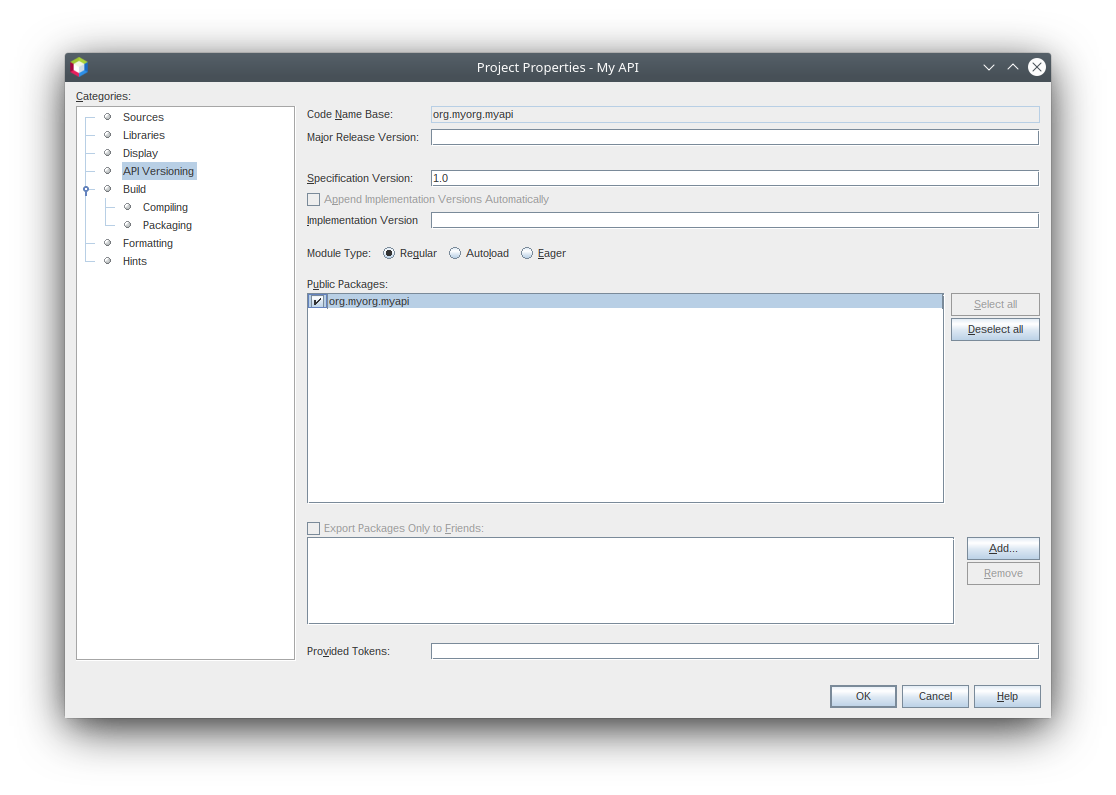 Project Properties - My API
Categories:
Sources
Libraries
Display
API Versioning
Build
Compiling
Packaging
Formatting
Hints
Code Name Base: org.myorg.myapi
Major Release Version:
Specification Version: 1.0
Append Implementation Versions Automatically
Implementation Version
Module Type: Regular Autoload Eager
Public Packages:
org.myorg.myapi
Select all
Deselect all
Export Packages Only to Friends:
Add...
Remove
Provided Tokens:
OK Cancel Help